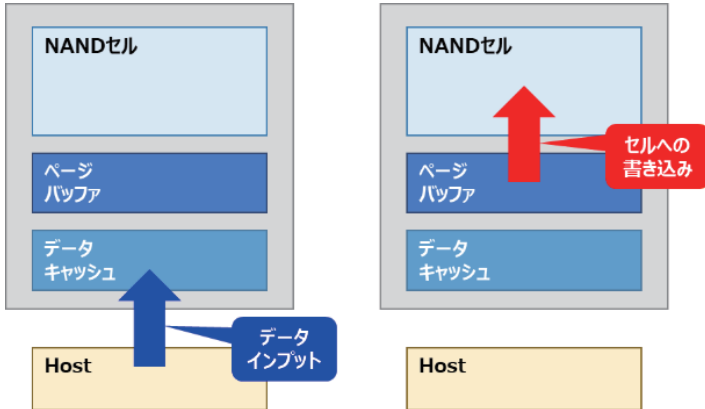 NANDセル
ページ
バッファ
データ
キャッシュ
Host
データ
インプット
NANDセル
セルへの
書き込み
ページ
バッファ
データ
キャッシュ
Host